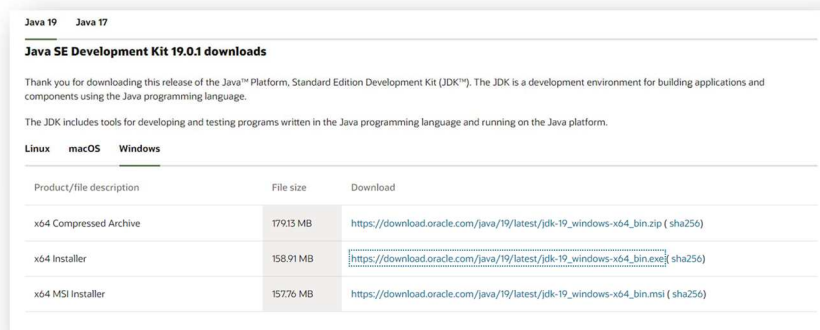 Java 19 Java 17
Java SE Development Kit 19.0.1 downloads
Thank you for downloading this release of the Java™ Platform, Standard Edition Development Kit (JDK™). The JDK is a development environment for building applications and
components using the Java programming language.
The JDK includes tools for developing and testing programs written in the Java programming language and running on the Java platform.
Linux macOS Windows
Product/file description File size Download
x64 Compressed Archive 179.13 MB https://download.oracle.com/java/19/latest/jdk-19_windows-x64_bin.zip ( sha256)
x64 Installer 158.91 MB https://download.oracle.com/java/19/latest/jdk-19_windows-x64_bin.exe ( sha256)
x64 MSI Installer 157.76 MB https://download.oracle.com/java/19/latest/jdk-19_windows-x64_bin.msi ( sha256)